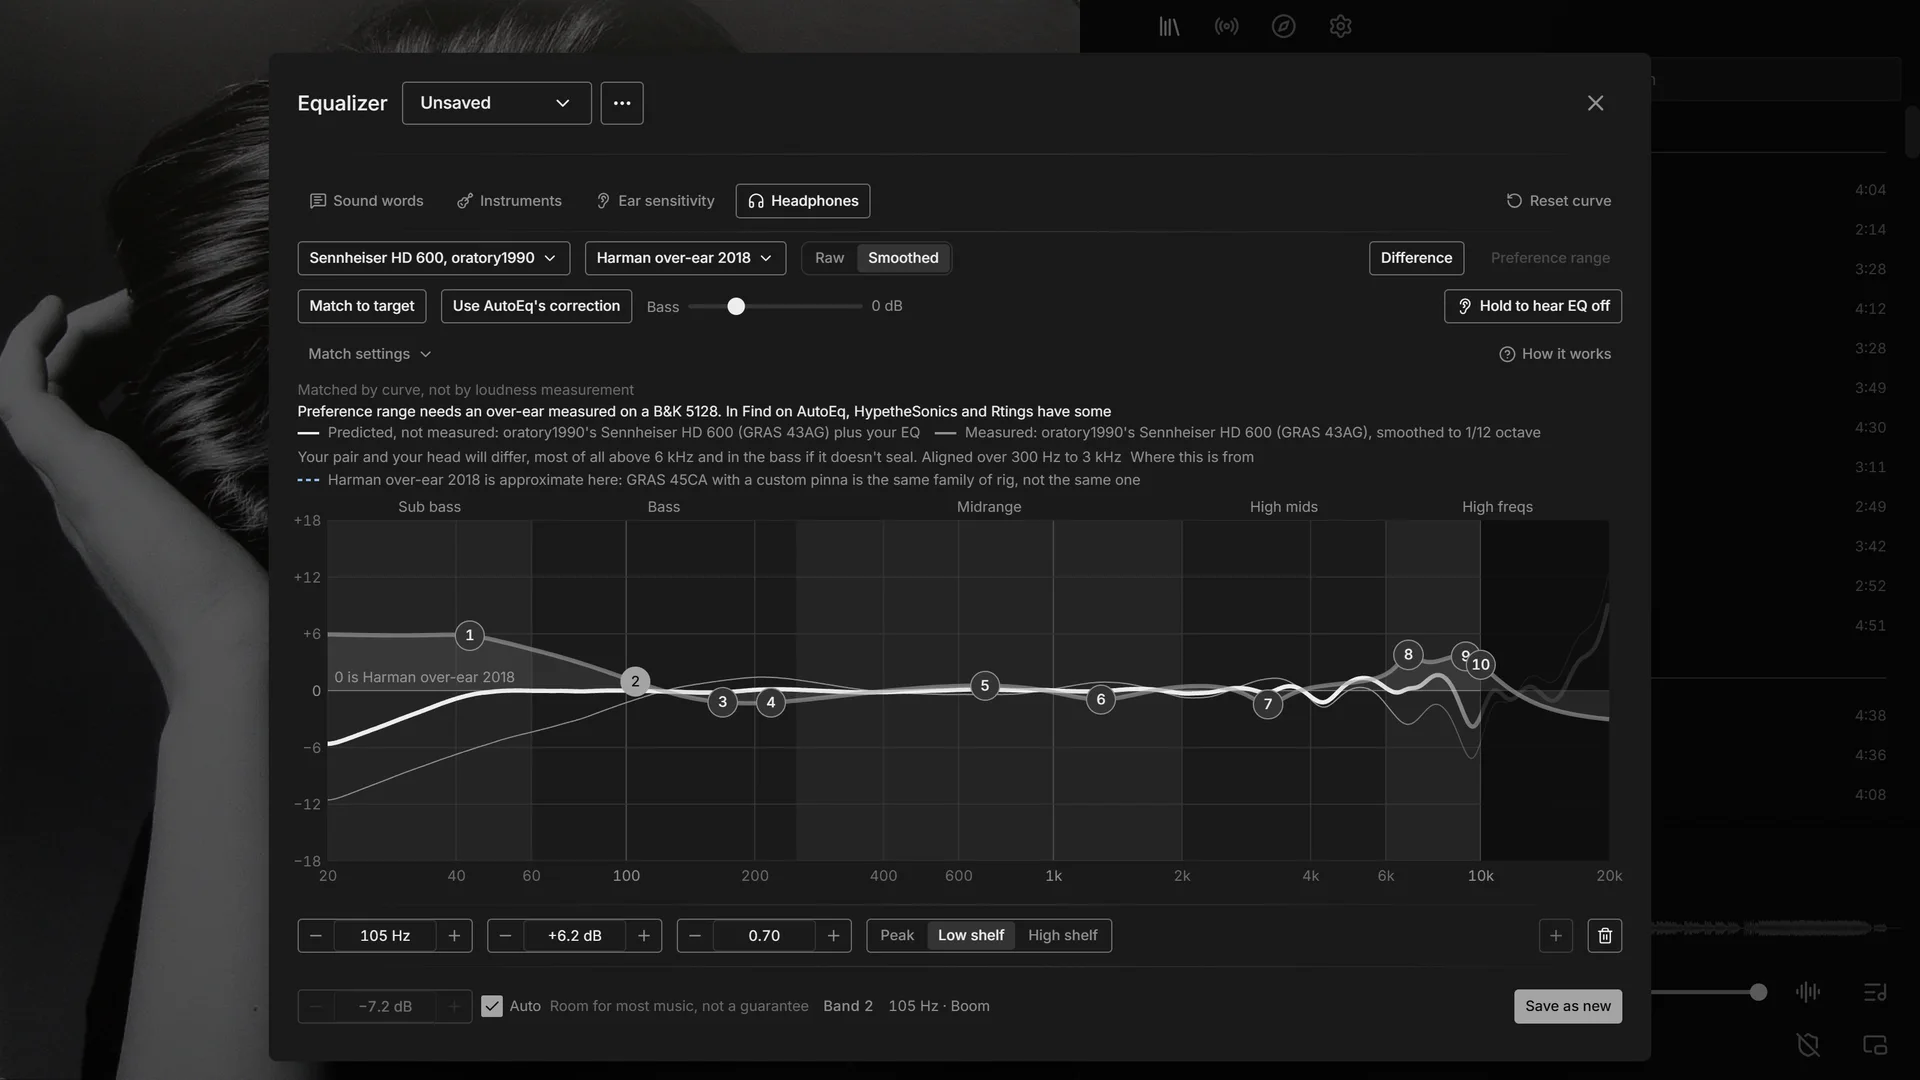 Equalizer
Unsaved
Sound words
Instruments
Ear sensitivity
Headphones
Reset curve
Sennheiser HD 600, oratory1990
Harman over-ear 2018
Raw
Smoothed
Difference
Preference range
Match to target
Use AutoEq's correction
Bass
0 dB
Hold to hear EQ off
Match settings
How it works
Matched by curve, not by loudness measurement
Preference range needs an over-ear measured on a B&K 5128. In Find on AutoEq, HypetheSonics and Rtings have some
Predicted, not measured: oratory1990's Sennheiser HD 600 (GRAS 43AG) plus your EQ
Measured: oratory1990's Sennheiser HD 600 (GRAS 43AG), smoothed to 1/12 octave
Your pair and your head will differ, most of all above 6 kHz and in the bass if it doesn't seal. Aligned over 300 Hz to 3 kHz Where this is from
Harman over-ear 2018 is approximate here: GRAS 45CA with a custom pinna is the same family of rig, not the same one
Sub bass
Bass
Midrange
High mids
High freqs
+18
+12
+6
0
−6
−12
−18
0 is Harman over-ear 2018
1
2
3
4
5
6
7
8
9
10
20
40
60
100
200
400
600
1k
2k
4k
6k
10k
20k
105 Hz
+6.2 dB
0.70
Peak
Low shelf
High shelf
−7.2 dB
Auto
Room for most music, not a guarantee
Band 2
105 Hz · Boom
Save as new
4:04
2:14
3:28
4:12
3:28
3:49
4:30
3:11
2:49
3:42
2:52
4:51
4:38
4:36
4:08